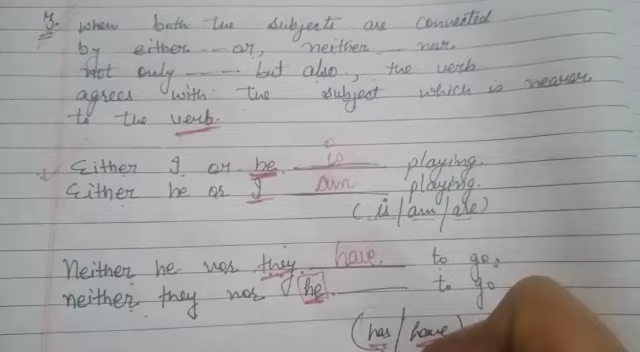 7. when both the subjects are connected
by either --- or, neither --- nor
not only --- but also, the verb
agrees with the subject which is nearer
to the verb.
Either I or he is playing.
Either he or I am playing.
(is/am/are)
Neither he nor they have to go.
neither they nor he ______ to go
(has/have)